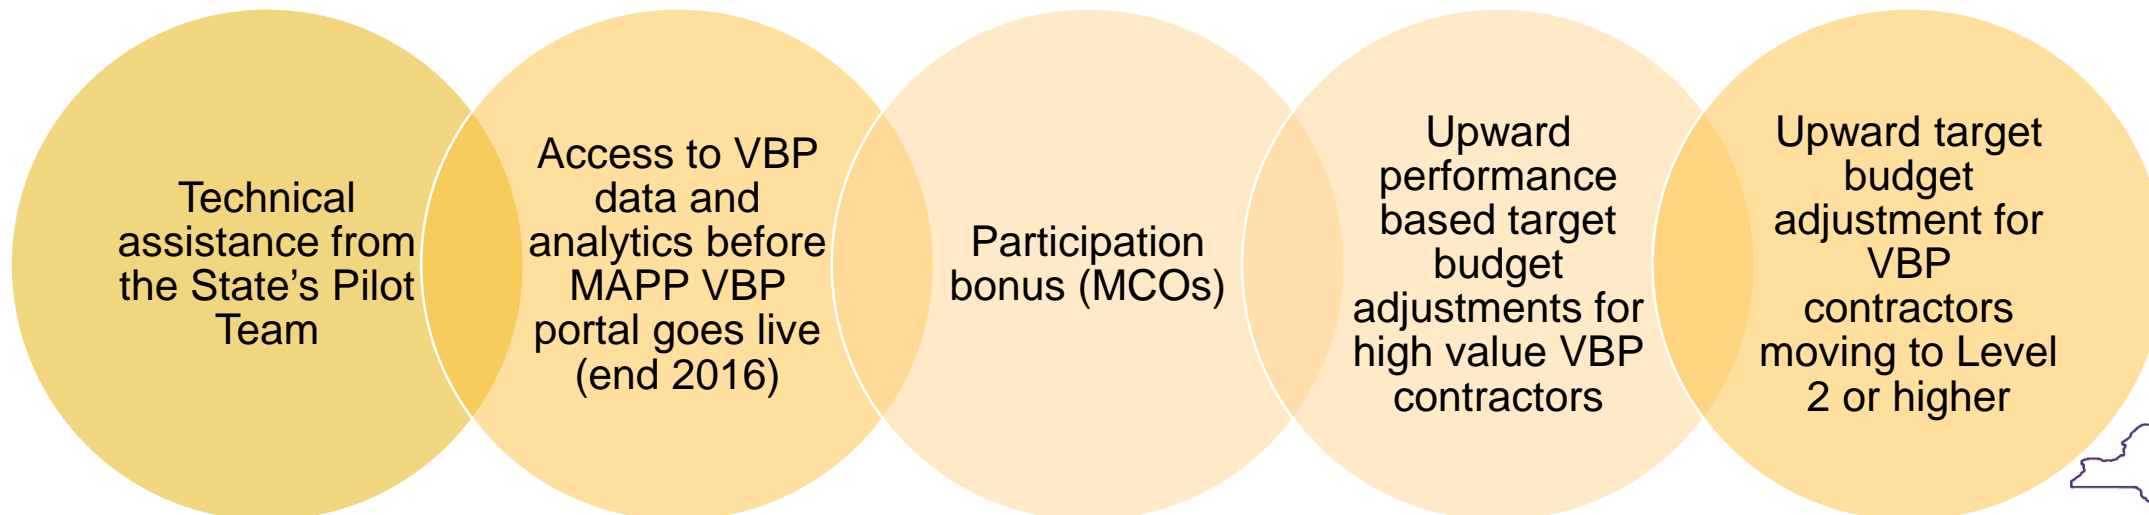 Technical
assistance from
the State’s Pilot
Team
Access to VBP
data and
analytics before
MAPP VBP
portal goes live
(end 2016)
Participation
bonus (MCOs)
Upward
performance
based target
budget
adjustments for
high value VBP
contractors
Upward target
budget
adjustment for
VBP
contractors
moving to Level
2 or higher